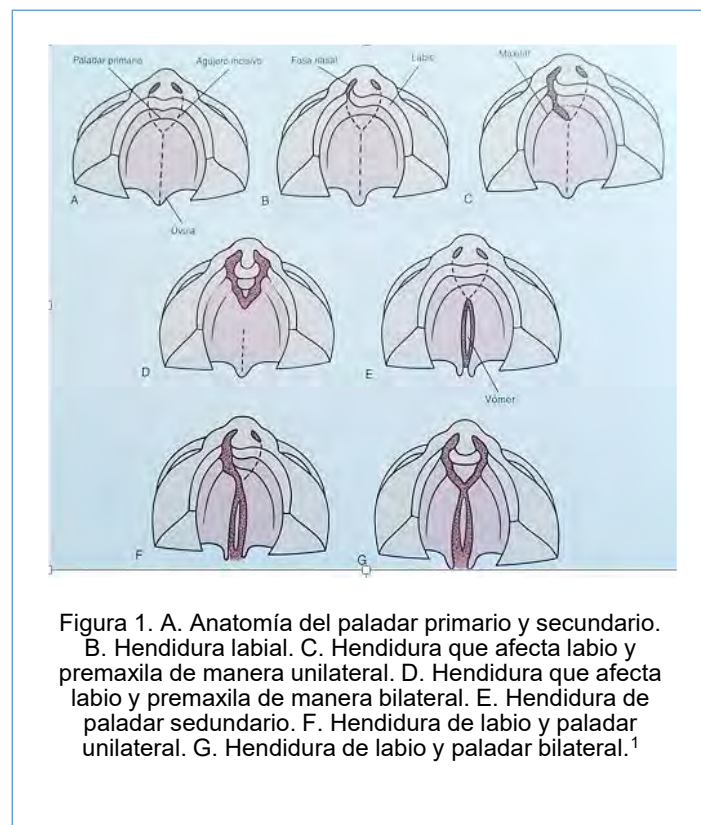 Paladar primario
Agujero incisivo
Fosa nasal
Labio
Maxilar
A
B
C
Úvula
D
E
Vómer
F
G
Figura 1. A. Anatomía del paladar primario y secundario.
B. Hendidura labial. C. Hendidura que afecta labio y
premaxila de manera unilateral. D. Hendidura que afecta
labio y premaxila de manera bilateral. E. Hendidura de
paladar sedundario. F. Hendidura de labio y paladar
unilateral. G. Hendidura de labio y paladar bilateral.¹